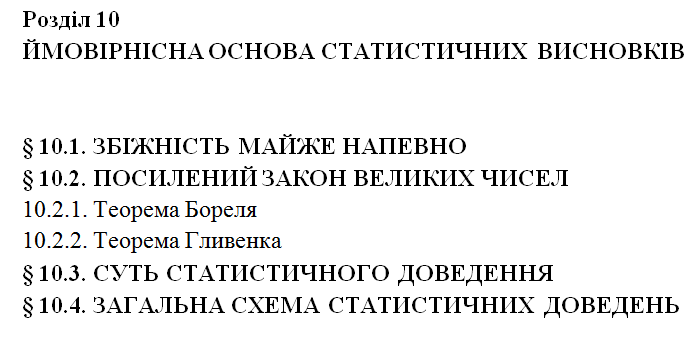 Розділ 10
ЙМОВІРНІСНА ОСНОВА СТАТИСТИЧНИХ ВИСНОВКІВ
§ 10.1. ЗБІЖНІСТЬ МАЙЖЕ НАПЕВНО
§ 10.2. ПОСИЛЕНИЙ ЗАКОН ВЕЛИКИХ ЧИСЕЛ
10.2.1. Теорема Бореля
10.2.2. Теорема Гливенка
§ 10.3. СУТЬ СТАТИСТИЧНОГО ДОВЕДЕННЯ
§ 10.4. ЗАГАЛЬНА СХЕМА СТАТИСТИЧНИХ ДОВЕДЕНЬ